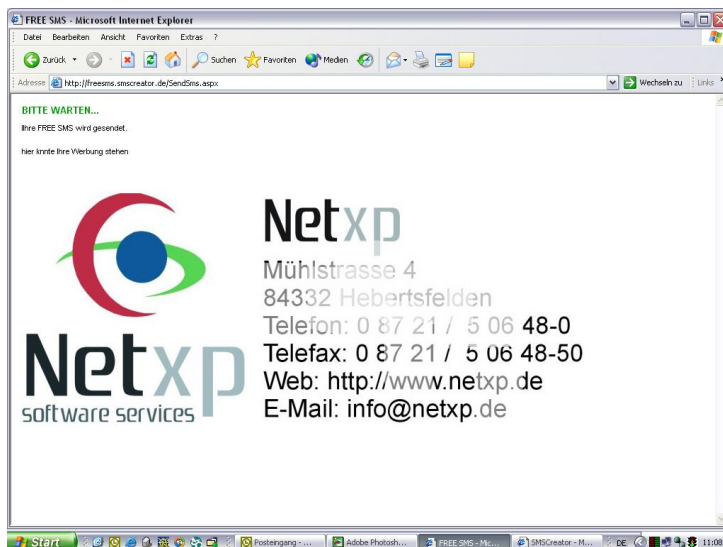 FREE SMS - Microsoft Internet Explorer
Datei Bearbeiten Ansicht Favoriten Extras ?
Zurück Suchen Favoriten Medien
Adresse http://freesms.smscreator.de/SendSms.aspx Wechseln zu Links
BITTE WARTEN...
Ihre FREE SMS wird gesendet.
hier knnte Ihre Werbung stehen
Netxp
software services
Netxp
Mühlstrasse 4
84332 Hebertsfelden
Telefon: 0 87 21 / 5 06 48-0
Telefax: 0 87 21 / 5 06 48-50
Web: http://www.netxp.de
E-Mail: info@netxp.de
Start Posteingang - ... Adobe Photosh... FREE SMS - Mic... SMSCreator - M... DE 11:08